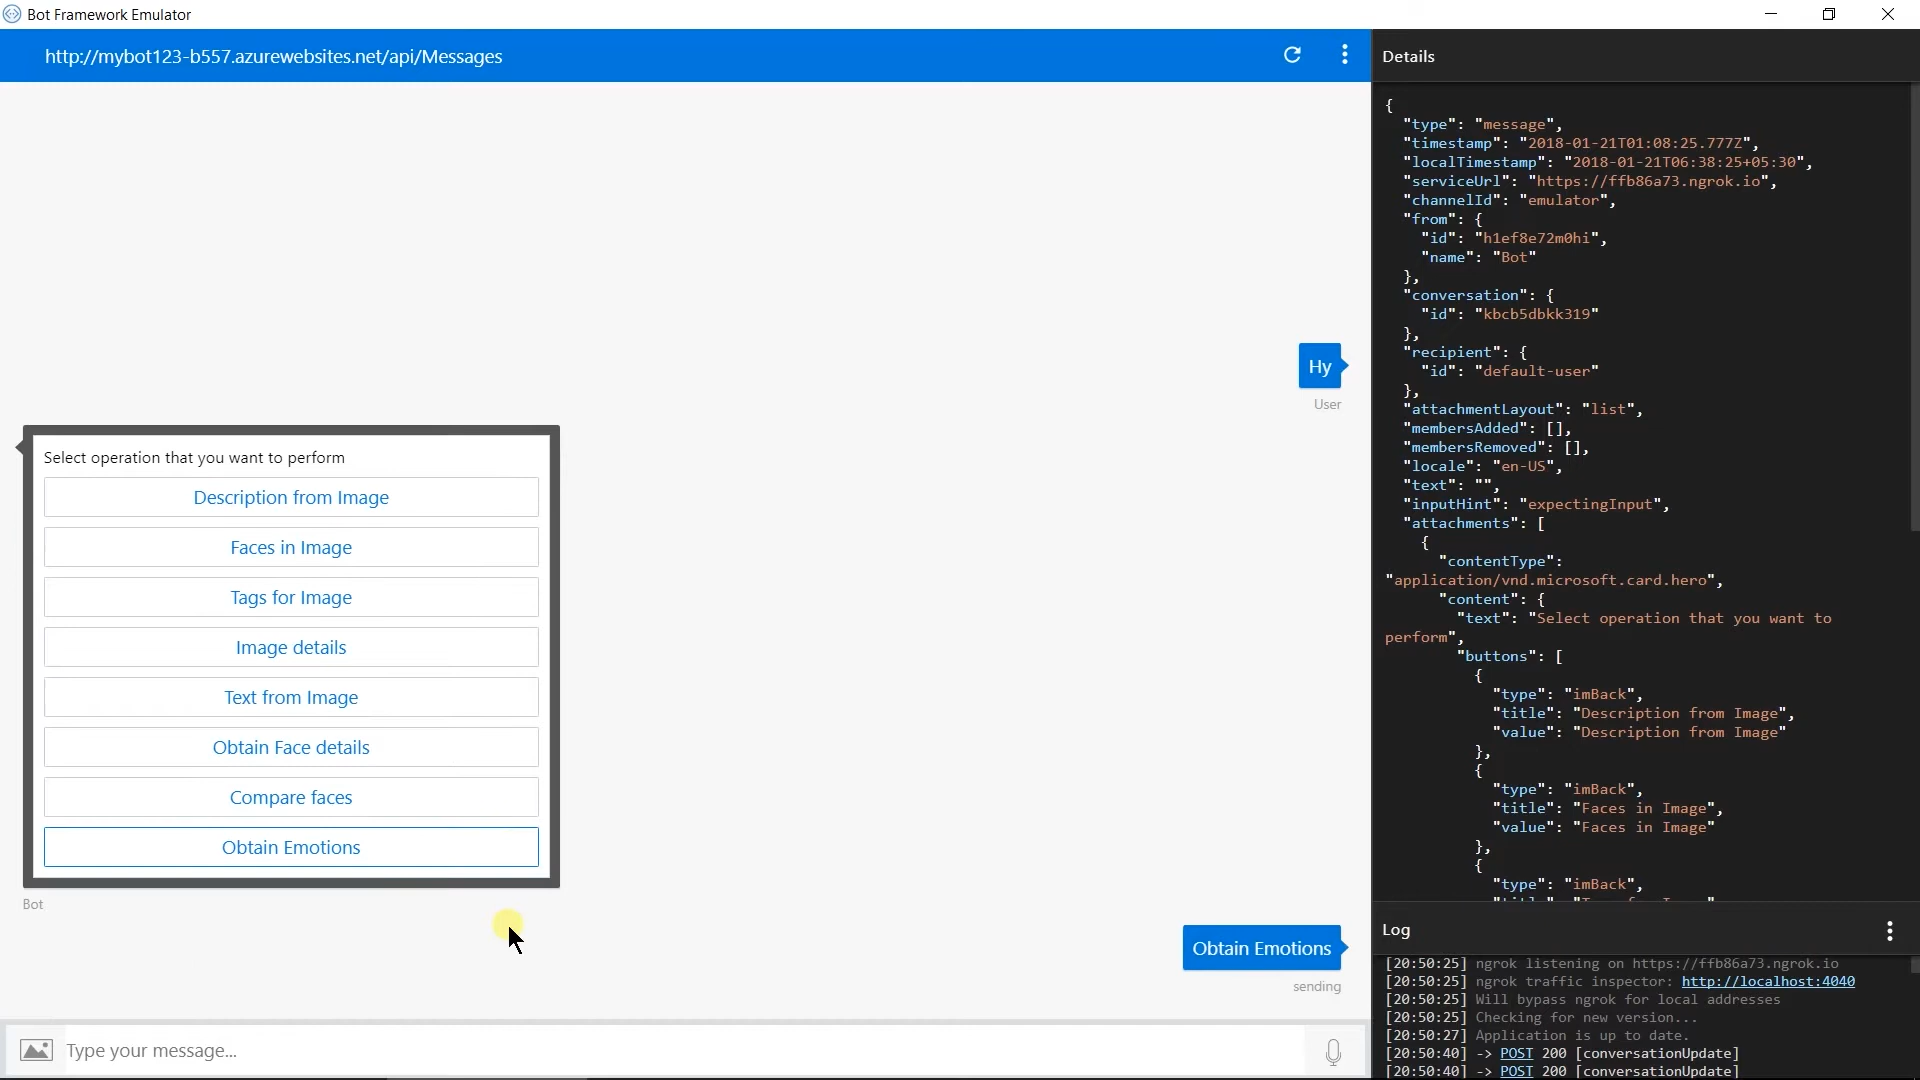 Bot Framework Emulator
http://mybot123-b557.azurewebsites.net/api/Messages
Hy
User
Select operation that you want to perform
Description from Image
Faces in Image
Tags for Image
Image details
Text from Image
Obtain Face details
Compare faces
Obtain Emotions
Bot
Obtain Emotions
sending
Type your message...
Details
{
"type": "message",
"timestamp": "2018-01-21T01:08:25.777Z",
"localTimestamp": "2018-01-21T06:38:25+05:30",
"serviceUrl": "https://ffb86a73.ngrok.io",
"channelId": "emulator",
"from": {
"id": "h1ef8e72m0hi",
"name": "Bot"
},
"conversation": {
"id": "kbcb5dbkk319"
},
"recipient": {
"id": "default-user"
},
"attachmentLayout": "list",
"membersAdded": [],
"membersRemoved": [],
"locale": "en-US",
"text": "",
"inputHint": "expectingInput",
"attachments": [
{
"contentType":
"application/vnd.microsoft.card.hero",
"content": {
"text": "Select operation that you want to
perform",
"buttons": [
{
"type": "imBack",
"title": "Description from Image",
"value": "Description from Image"
},
{
"type": "imBack",
"title": "Faces in Image",
"value": "Faces in Image"
},
{
"type": "imBack",
Log
[20:50:25] ngrok listening on https://ffb86a73.ngrok.io
[20:50:25] ngrok traffic inspector: http://localhost:4040
[20:50:25] Will bypass ngrok for local addresses
[20:50:25] Checking for new version...
[20:50:27] Application is up to date.
[20:50:40] -> POST 200 [conversationUpdate]
[20:50:40] -> POST 200 [conversationUpdate]